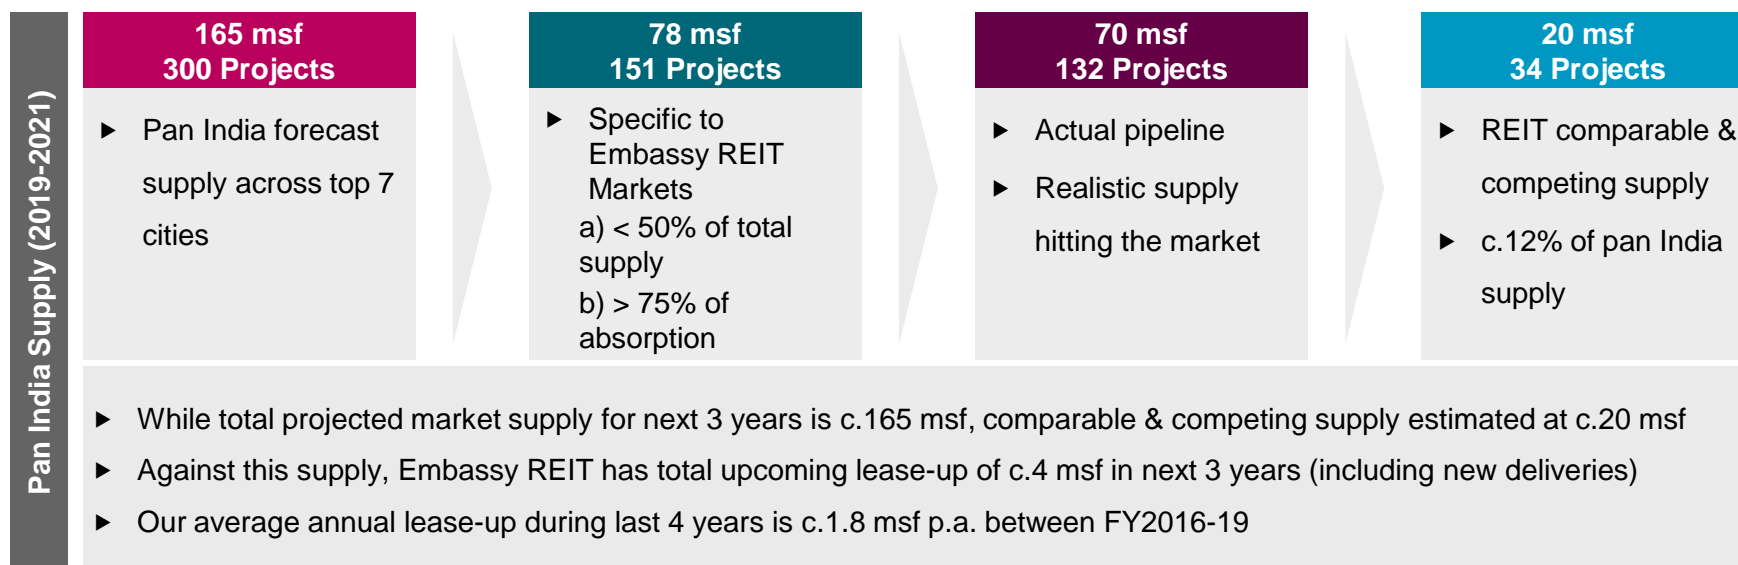 Pan India Supply (2019-2021)
165 msf
300 Projects
► Pan India forecast
supply across top 7
cities
78 msf
151 Projects
► Specific to
Embassy REIT
Markets
a) < 50% of total
supply
b) > 75% of
absorption
70 msf
132 Projects
► Actual pipeline
► Realistic supply
hitting the market
20 msf
34 Projects
► REIT comparable &
competing supply
► c.12% of pan India
supply
► While total projected market supply for next 3 years is c.165 msf, comparable & competing supply estimated at c.20 msf
► Against this supply, Embassy REIT has total upcoming lease-up of c.4 msf in next 3 years (including new deliveries)
► Our average annual lease-up during last 4 years is c.1.8 msf p.a. between FY2016-19